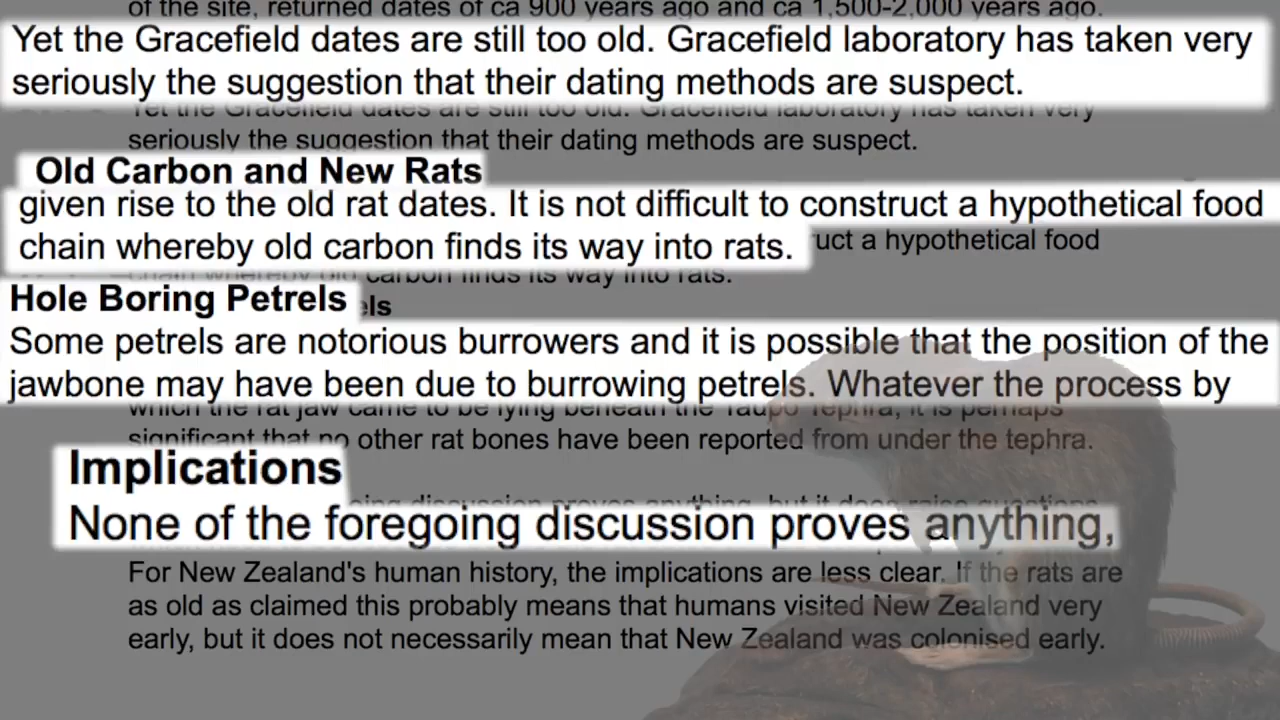 of the site, returned dates of ca 900 years ago and ca 1,500-2,000 years ago.
Yet the Gracefield dates are still too old. Gracefield laboratory has taken very
seriously the suggestion that their dating methods are suspect.
Yet the Gracefield dates are still too old. Gracefield laboratory has taken very
seriously the suggestion that their dating methods are suspect.
Old Carbon and New Rats
given rise to the old rat dates. It is not difficult to construct a hypothetical food
chain whereby old carbon finds its way into rats.
uct a hypothetical food
chain whereby old carbon finds its way into rats.
Hole Boring Petrels
els
Some petrels are notorious burrowers and it is possible that the position of the
jawbone may have been due to burrowing petrels. Whatever the process by
which the rat jaw came to be lying beneath the Taupo Tephra, it is perhaps
significant that no other rat bones have been reported from under the tephra.
Implications
going discussion proves anything, but it does raise questions
None of the foregoing discussion proves anything,
For New Zealand's human history, the implications are less clear. If the rats are
as old as claimed this probably means that humans visited New Zealand very
early, but it does not necessarily mean that New Zealand was colonised early.